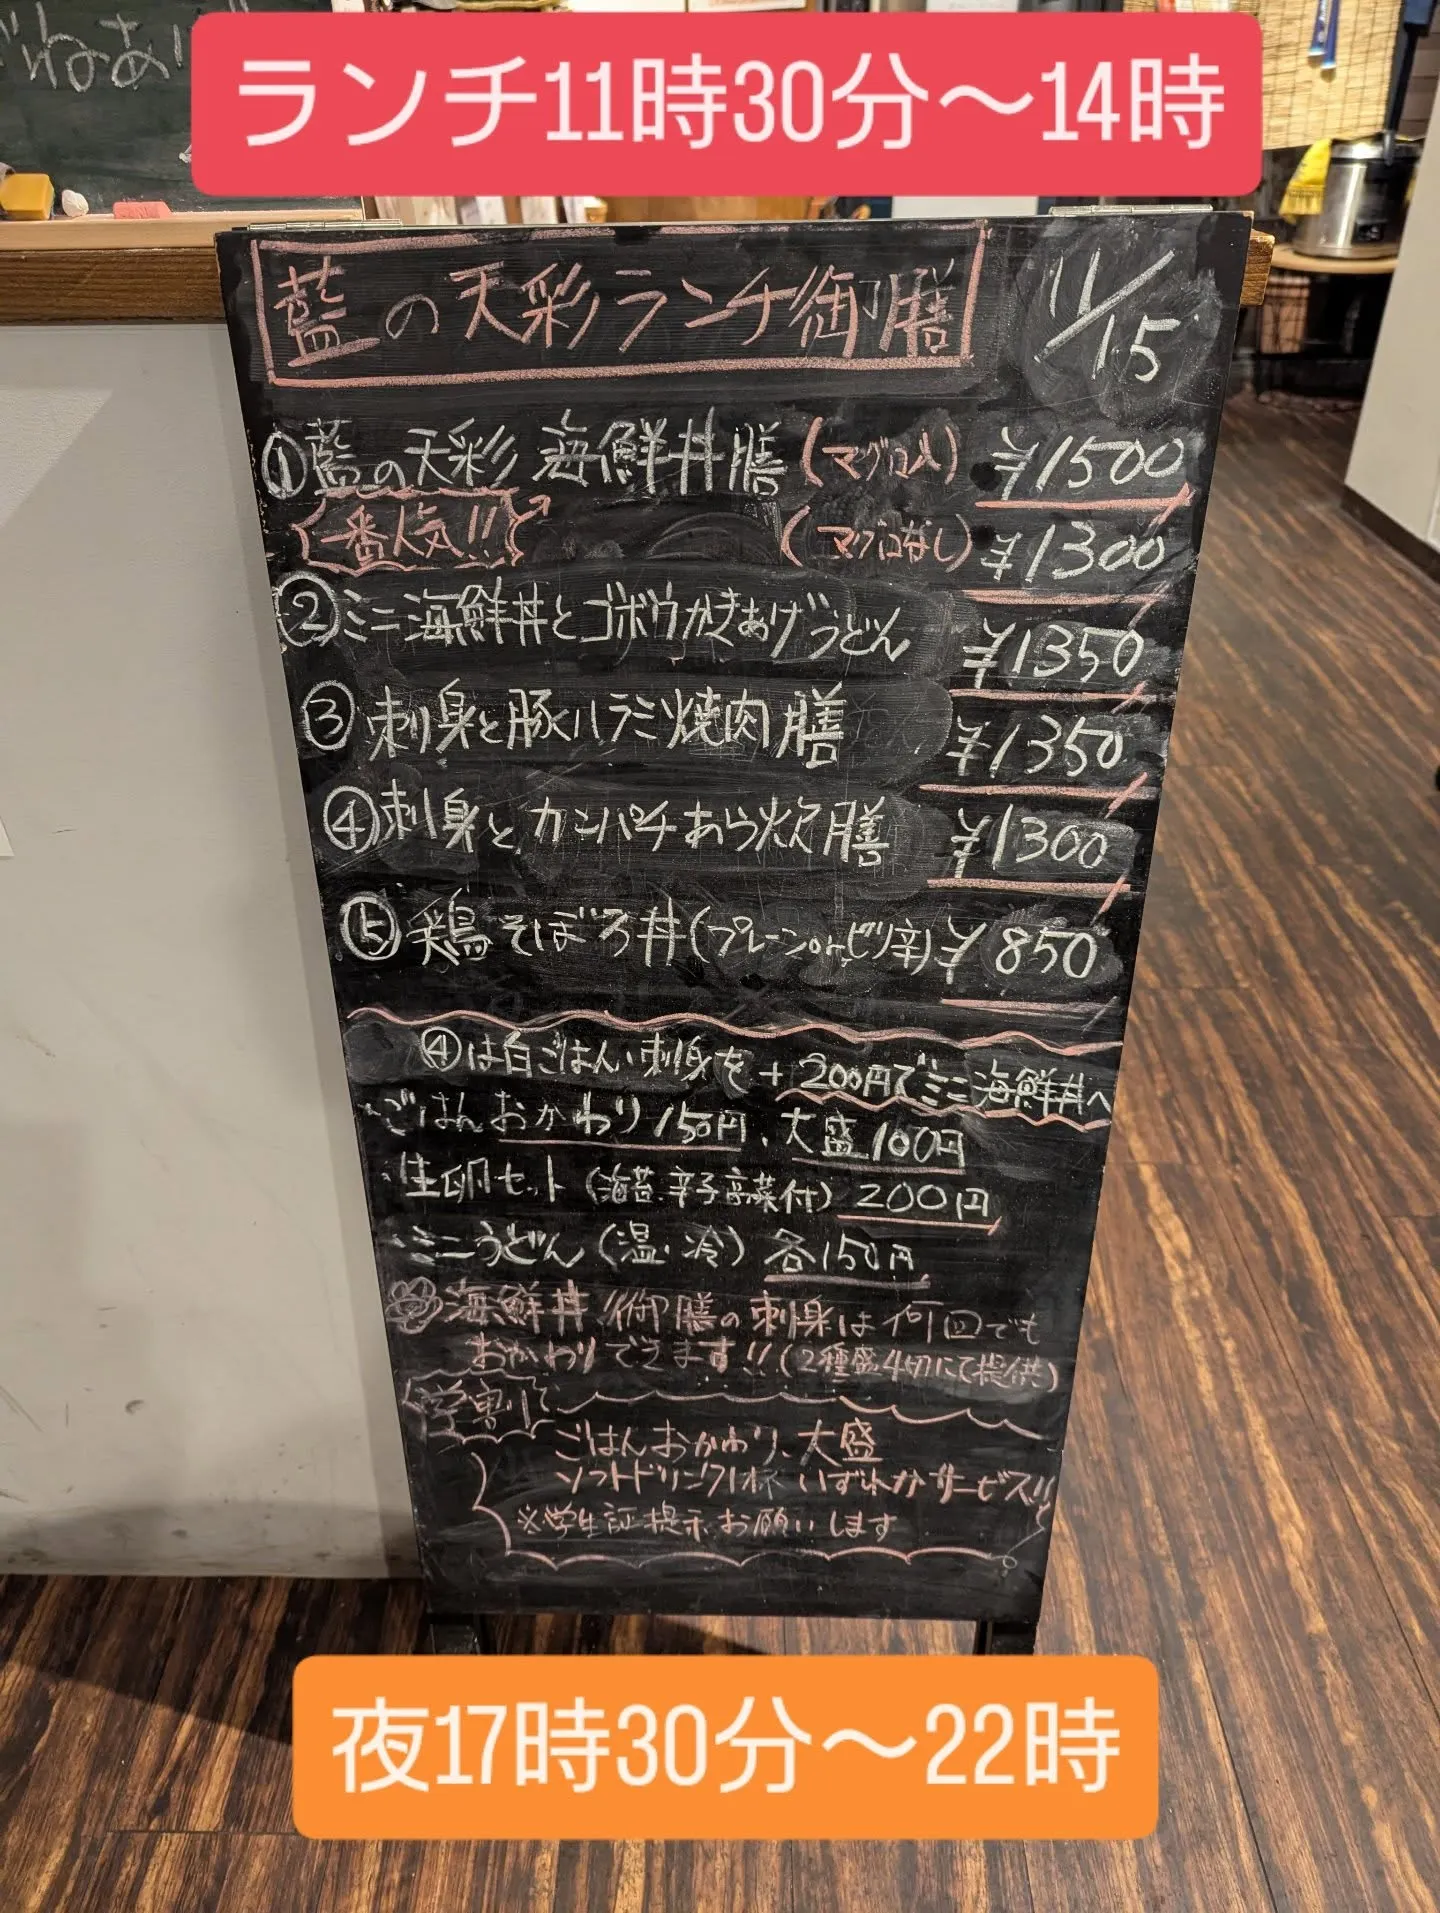 ねあい
ランチ11時30分〜14時
藍の天彩ランチ御膳 11/15
①藍の天彩 海鮮丼膳(マグロ入) ¥1500
一番人気!! (マグロなし) ¥1300
②ミニ海鮮丼とゴボウかきあげうどん ¥1350
③刺身と豚ハラミ焼肉膳 ¥1350
④刺身とカンパチあら炊膳 ¥1300
⑤鶏そぼろ丼(プレーンorピリ辛) ¥850
④は白ごはん、刺身を+200円でミニ海鮮丼へ
・ごはんおかわり150円、大盛100円
・生卵セット(海苔、辛子高菜付)200円
・ミニうどん(温・冷)各150円
海鮮丼/御膳の刺身は何回でも
おかわりできます!!(2種盛4切にて提供)
学割
ごはんおかわり、大盛
ソフトドリンク1杯 いずれかサービス!!
※学生証提示お願いします
夜17時30分〜22時